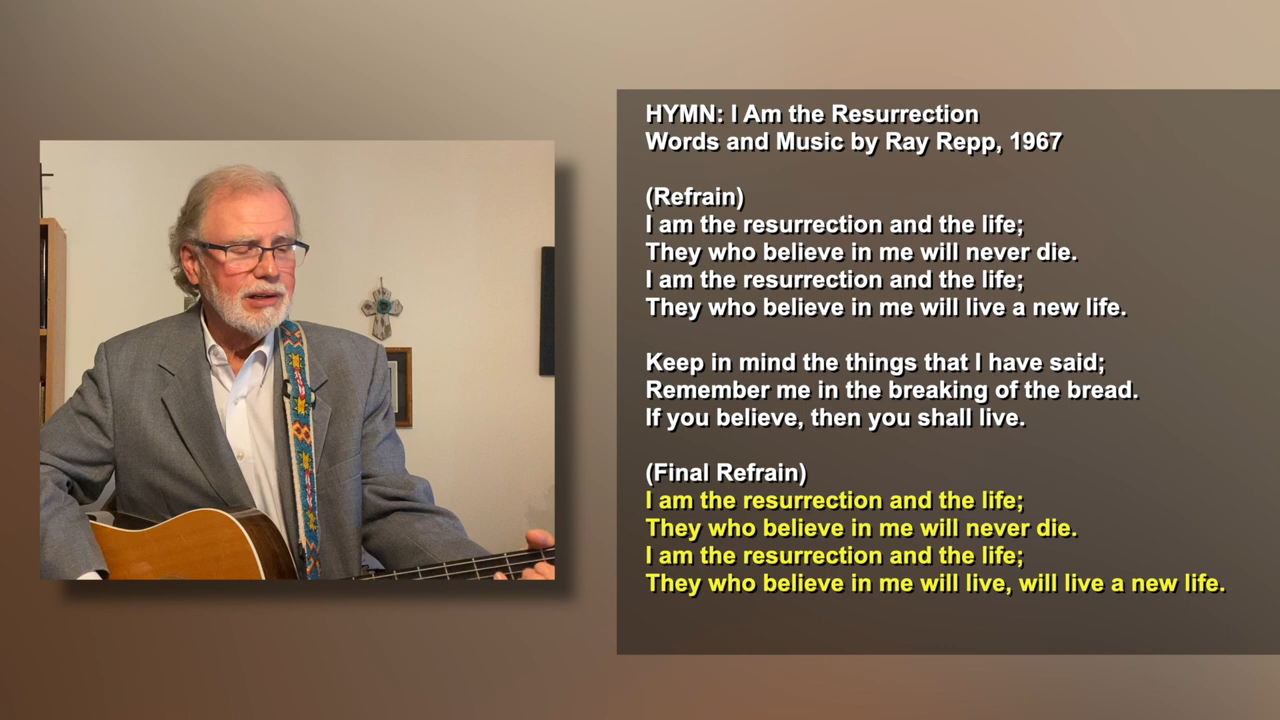 HYMN: I Am the Resurrection
Words and Music by Ray Repp, 1967
(Refrain)
I am the resurrection and the life;
They who believe in me will never die.
I am the resurrection and the life;
They who believe in me will live a new life.
Keep in mind the things that I have said;
Remember me in the breaking of the bread.
If you believe, then you shall live.
(Final Refrain)
I am the resurrection and the life;
They who believe in me will never die.
I am the resurrection and the life;
They who believe in me will live, will live a new life.